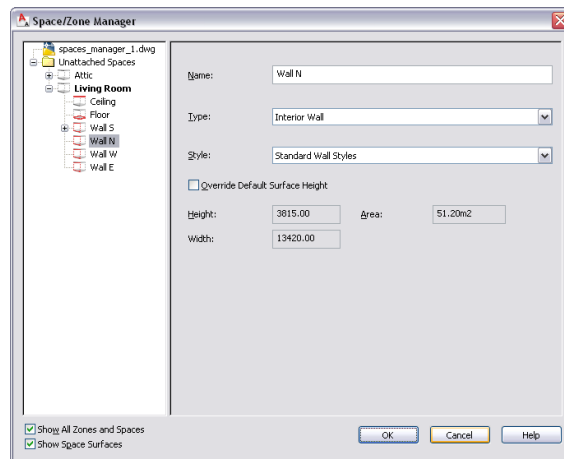 Space/Zone Manager
spaces_manager_1.dwg
Unattached Spaces
Attic
Living Room
Ceiling
Floor
Wall S
Wall N
Wall W
Wall E
Name: Wall N
Type: Interior Wall
Style: Standard Wall Styles
Override Default Surface Height
Height: 3815.00 Area: 51.20m2
Width: 13420.00
Show All Zones and Spaces
Show Space Surfaces
OK Cancel Help